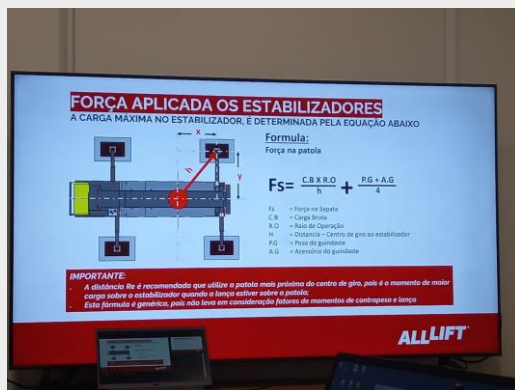 FORÇA APLICADA OS ESTABILIZADORES
A CARGA MÁXIMA NO ESTABILIZADOR, É DETERMINADA PELA EQUAÇÃO ABAIXO
x
h
y
Formula:
Força na patola
Fs= C.B X R.O / h + P.G + A.G / 4
Fs = Força na Sapata
C.B = Carga Bruta
R.O = Raio de Operação
H = Distancia – Centro de giro ao estabilizador
P.G = Peso do guindaste
A.G = Acessório do guindaste
IMPORTANTE:
- A distância Re é recomendada que utilize a patola mais próxima do centro de giro, pois é o momento de maior
carga sobre o estabilizador quando a lança estiver sobre a patola;
- Esta fórmula é genérica, pois não leva em consideração fatores de momentos de contrapeso e lança
ALLLIFT